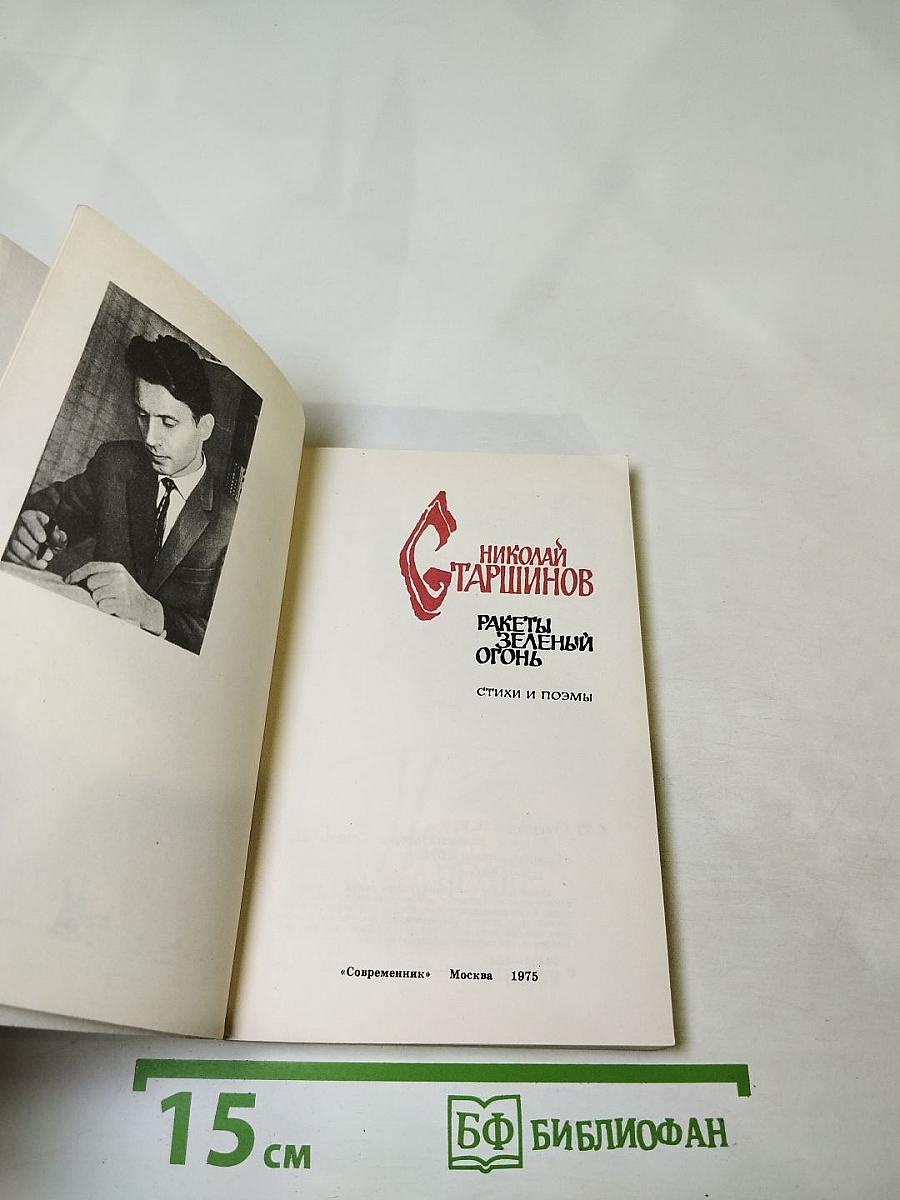 НИКОЛАЙ
СТАРШИНОВ
РАКЕТЫ
ЗЕЛЕНЫЙ
ОГОНЬ
СТИХИ И ПОЭМЫ
«Современник» Москва 1975
15 см
БФ БИБЛИОФАН